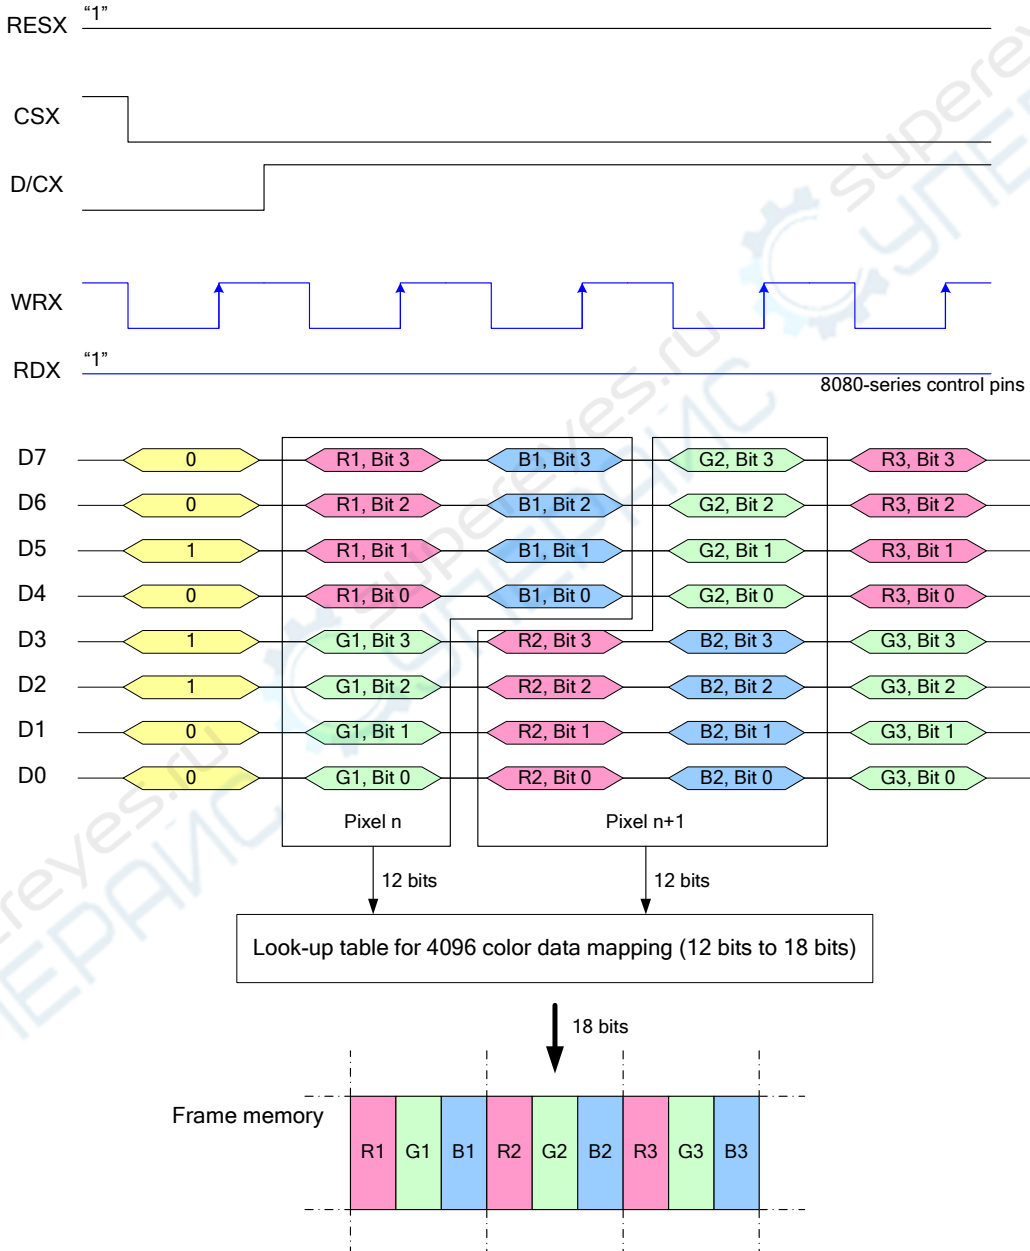 RESX “1”
CSX
D/CX
WRX
RDX “1”
8080-series control pins
D7 0 R1, Bit 3 B1, Bit 3 G2, Bit 3 R3, Bit 3
D6 0 R1, Bit 2 B1, Bit 2 G2, Bit 2 R3, Bit 2
D5 1 R1, Bit 1 B1, Bit 1 G2, Bit 1 R3, Bit 1
D4 0 R1, Bit 0 B1, Bit 0 G2, Bit 0 R3, Bit 0
D3 1 G1, Bit 3 R2, Bit 3 B2, Bit 3 G3, Bit 3
D2 1 G1, Bit 2 R2, Bit 2 B2, Bit 2 G3, Bit 2
D1 0 G1, Bit 1 R2, Bit 1 B2, Bit 1 G3, Bit 1
D0 0 G1, Bit 0 R2, Bit 0 B2, Bit 0 G3, Bit 0
Pixel n Pixel n+1
12 bits 12 bits
Look-up table for 4096 color data mapping (12 bits to 18 bits)
18 bits
Frame memory
R1 G1 B1 R2 G2 B2 R3 G3 B3
supereyes.ru
СУПЕРАЙС